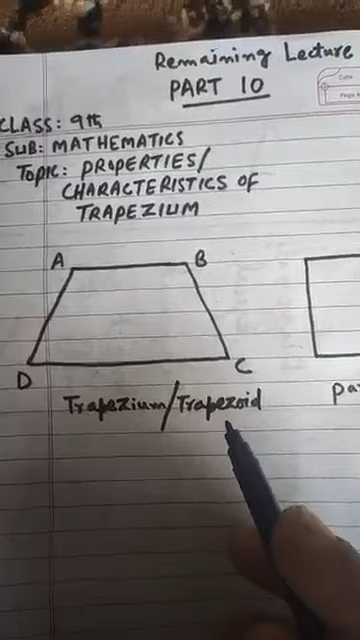 Remaining Lecture
PART 10
CLASS: 9th
SUB: MATHEMATICS
TOPIC: PROPERTIES/
CHARACTERISTICS OF
TRAPEZIUM
A B
D C
Trapezium/Trapezoid